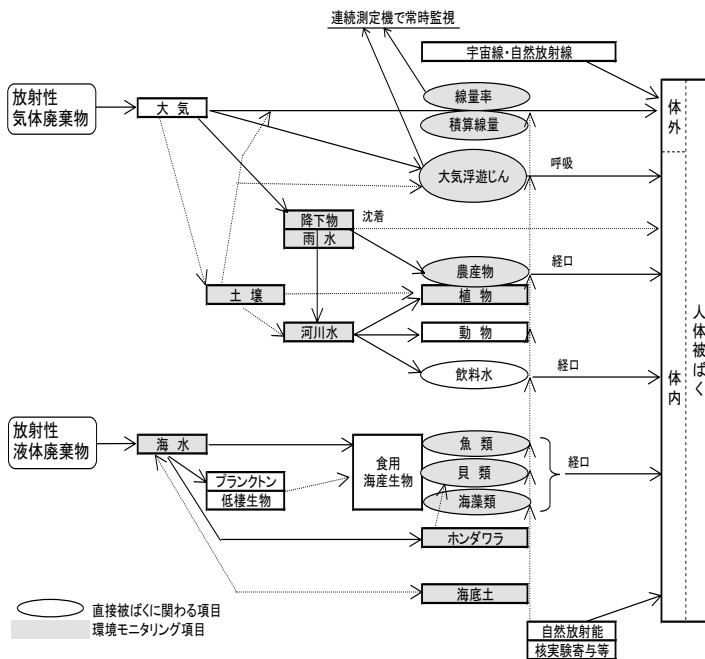 連続測定機で常時監視
宇宙線・自然放射線
放射性
気体廃棄物
大 気
線量率
積算線量
体外
大気浮遊じん
呼吸
降下物
沈着
雨 水
農産物
経口
土 壌
植 物
人体被ばく
河川水
動 物
飲料水
経口
体内
放射性
液体廃棄物
海 水
魚 類
食用
海産生物
貝 類
経口
プランクトン
低棲生物
海藻類
ホンダワラ
海底土
直接被ばくに関わる項目
環境モニタリング項目
自然放射能
核実験寄与等